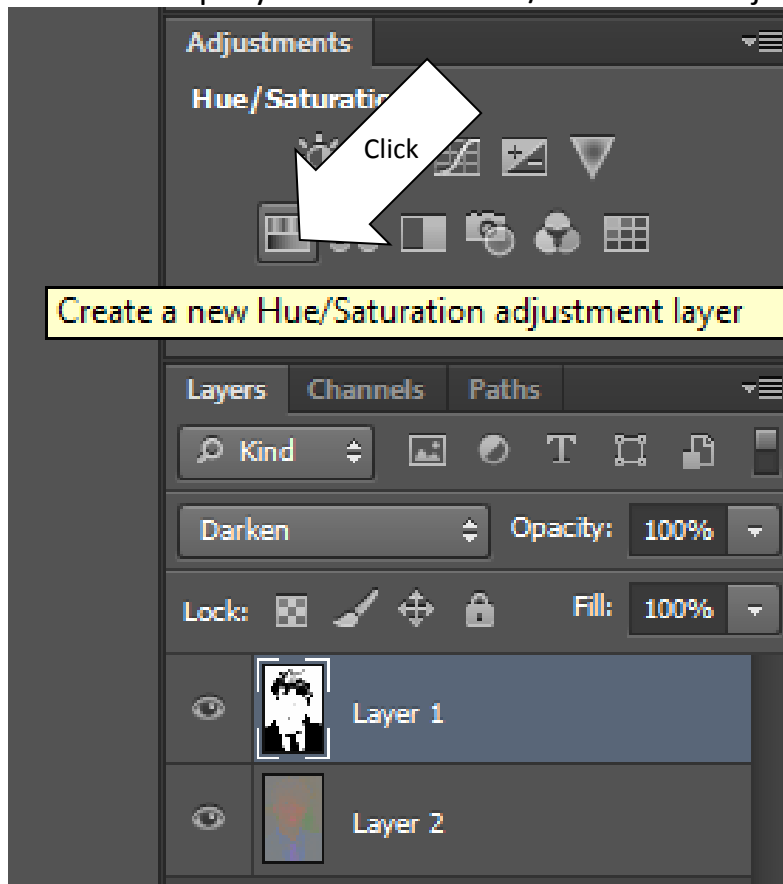 Adjustments
Hue/Saturatio
Click
Create a new Hue/Saturation adjustment layer
Layers Channels Paths
Kind T
Darken Opacity: 100%
Lock: Fill: 100%
Layer 1
Layer 2